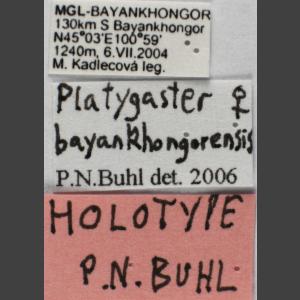 MGL-BAYANKHONGOR
130km S Bayankhongor
N45°03'E100°59'
1240m, 6.VII.2004
M. Kadlecová leg.
Platygaster ♀
bayankhongorensis
P.N.Buhl det. 2006
HOLOTYPE
P.N.BUHL